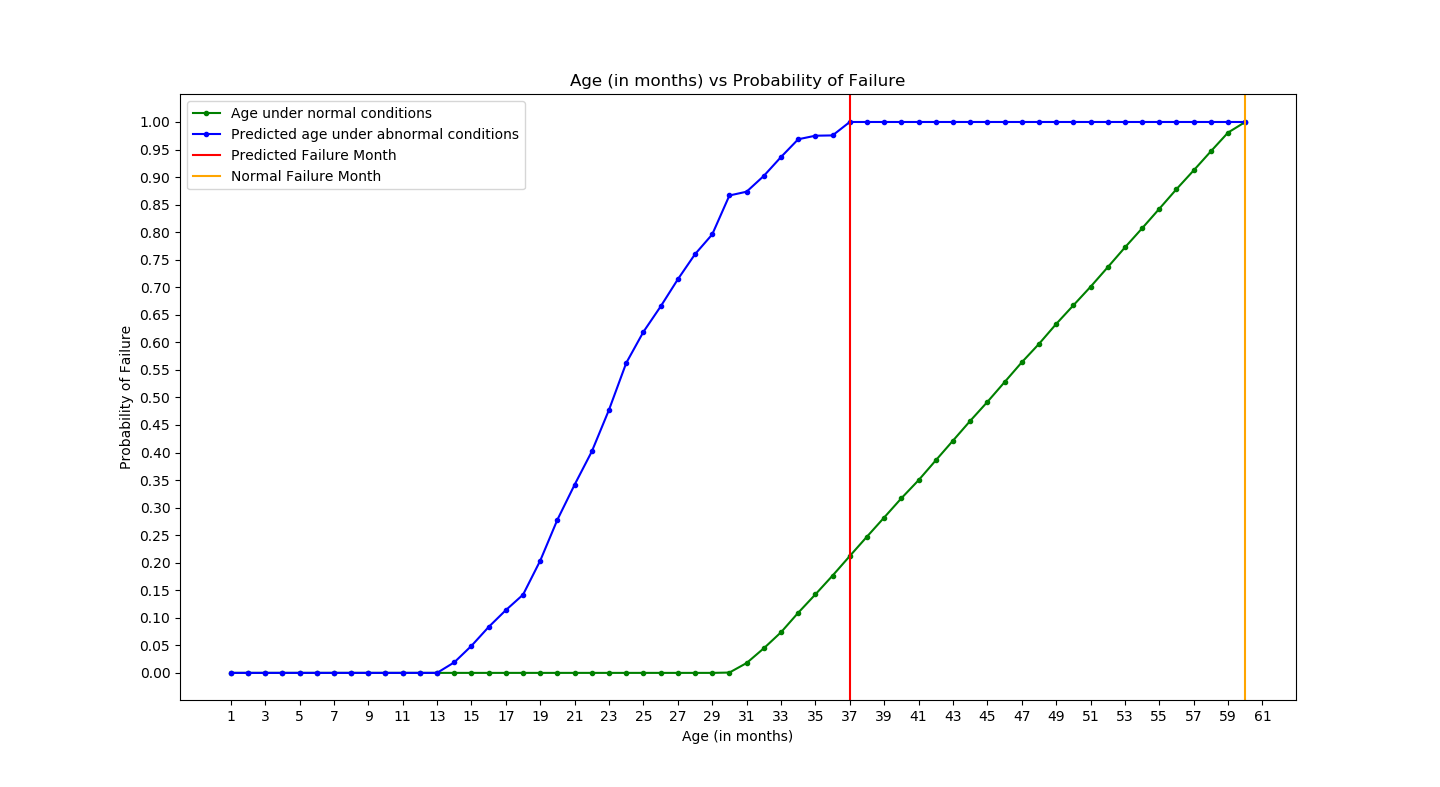 Age (in months) vs Probability of Failure
Age under normal conditions
Predicted age under abnormal conditions
Predicted Failure Month
Normal Failure Month
1.00
0.95
0.90
0.85
0.80
0.75
0.70
0.65
0.60
0.55
0.50
0.45
0.40
0.35
0.30
0.25
0.20
0.15
0.10
0.05
0.00
Probability of Failure
1 3 5 7 9 11 13 15 17 19 21 23 25 27 29 31 33 35 37 39 41 43 45 47 49 51 53 55 57 59 61
Age (in months)